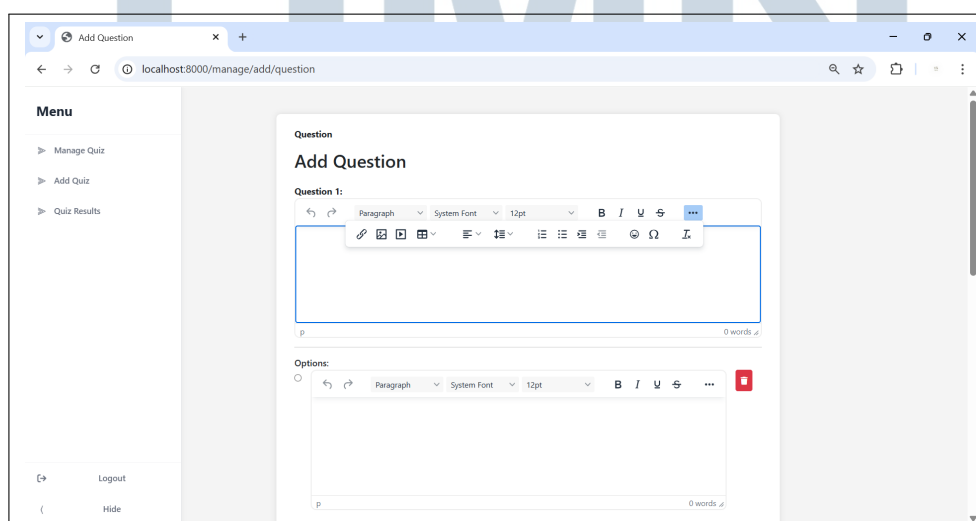 Add Question
localhost:8000/manage/add/question
Menu
Manage Quiz
Add Quiz
Quiz Results
Logout
Hide
Question
Add Question
Question 1:
Paragraph System Font 12pt B I U S ...
p 0 words
Options:
Paragraph System Font 12pt B I U S ...
p 0 words